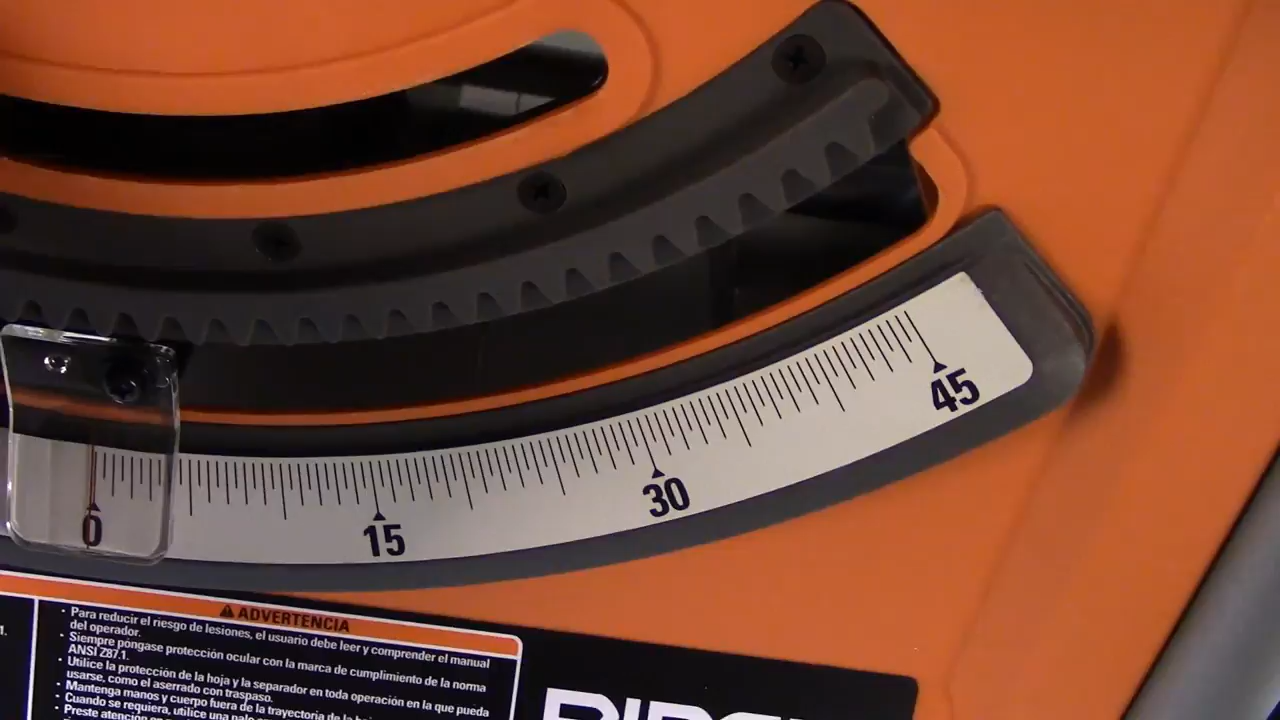 0
15
30
45
ADVERTENCIA
• Para reducir el riesgo de lesiones, el usuario debe leer y comprender el manual
del operador.
• Siempre póngase protección ocular con la marca de cumplimiento de la norma
ANSI Z87.1.
• Utilice la protección de la hoja y la separador en toda operación en la que pueda
usarse, como el aserrado con traspaso.
• Mantenga manos y cuerpo fuera de la trayectoria de la
• Cuando se requiera, utilice una
• Preste atención